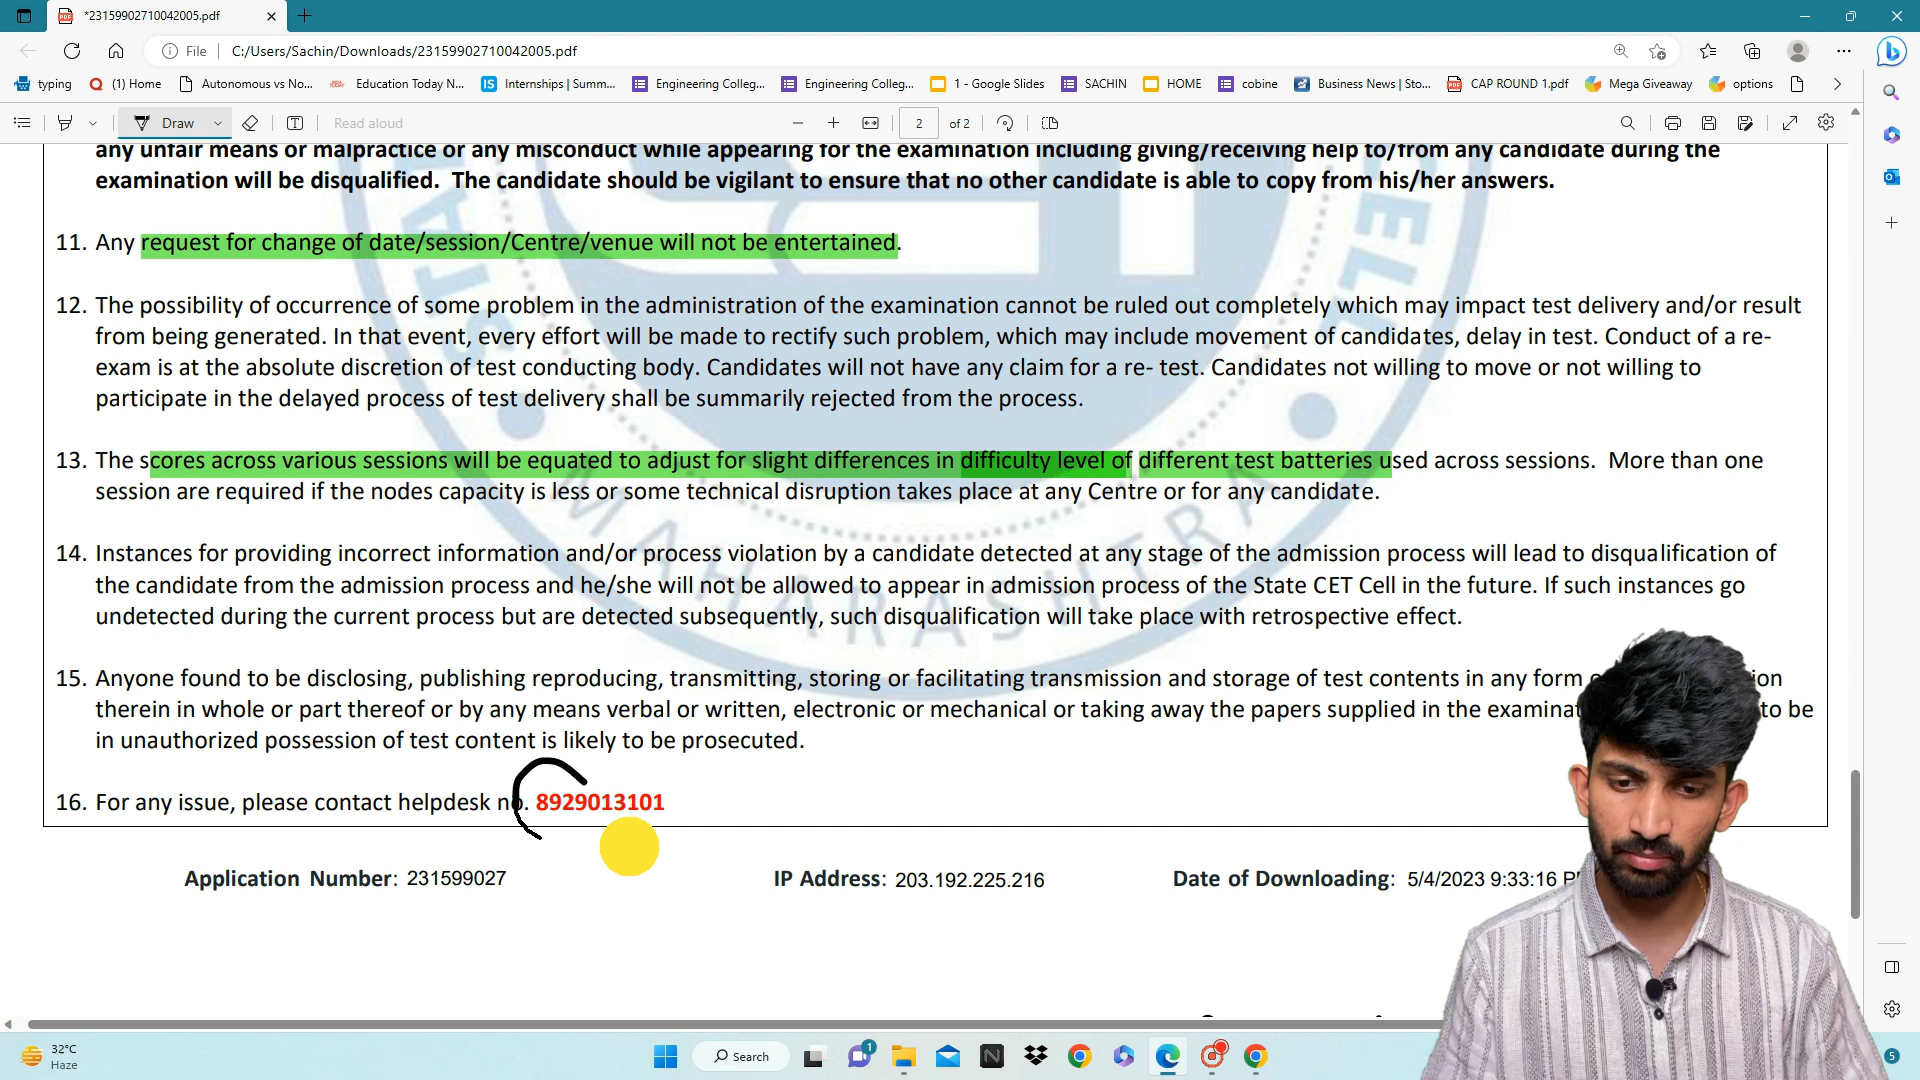 *23159902710042005.pdf
File
C:/Users/Sachin/Downloads/23159902710042005.pdf
typing
(1) Home
Autonomous vs No...
Education Today N...
Internships | Summ...
Engineering Colleg...
Engineering Colleg...
1 - Google Slides
SACHIN
HOME
cobine
Business News | Sto...
CAP ROUND 1.pdf
Mega Giveaway
options
Draw
Read aloud
2 of 2
any unfair means or malpractice or any misconduct while appearing for the examination including giving/receiving help to/from any candidate during the
examination will be disqualified. The candidate should be vigilant to ensure that no other candidate is able to copy from his/her answers.
11. Any request for change of date/session/Centre/venue will not be entertained.
12. The possibility of occurrence of some problem in the administration of the examination cannot be ruled out completely which may impact test delivery and/or result
from being generated. In that event, every effort will be made to rectify such problem, which may include movement of candidates, delay in test. Conduct of a re-
exam is at the absolute discretion of test conducting body. Candidates will not have any claim for a re- test. Candidates not willing to move or not willing to
participate in the delayed process of test delivery shall be summarily rejected from the process.
13. The scores across various sessions will be equated to adjust for slight differences in difficulty level of different test batteries used across sessions. More than one
session are required if the nodes capacity is less or some technical disruption takes place at any Centre or for any candidate.
14. Instances for providing incorrect information and/or process violation by a candidate detected at any stage of the admission process will lead to disqualification of
the candidate from the admission process and he/she will not be allowed to appear in admission process of the State CET Cell in the future. If such instances go
undetected during the current process but are detected subsequently, such disqualification will take place with retrospective effect.
15. Anyone found to be disclosing, publishing reproducing, transmitting, storing or facilitating transmission and storage of test contents in any form
therein in whole or part thereof or by any means verbal or written, electronic or mechanical or taking away the papers supplied in the to be
in unauthorized possession of test content is likely to be prosecuted.
16. For any issue, please contact helpdesk no. 8929013101
Application Number: 231599027
IP Address: 203.192.225.216
Date of Downloading: 5/4/2023 9:33:16
MAHARASHTRA
32°C
Haze
Search
1
5